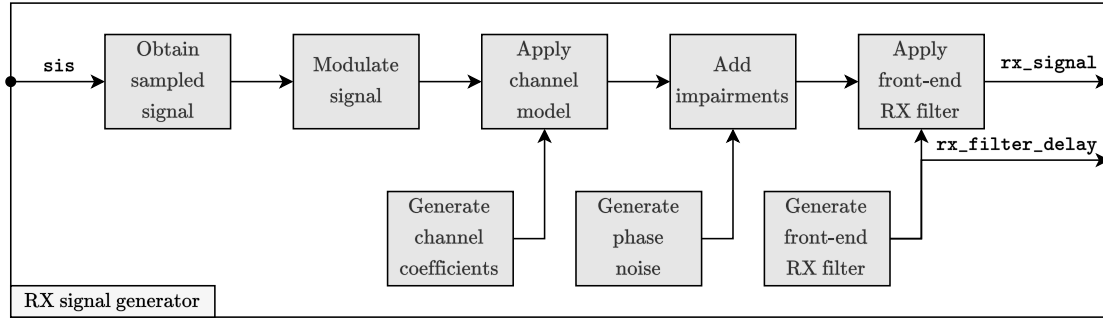 sis
Obtain
sampled
signal
Modulate
signal
Apply
channel
model
Add
impairments
Apply
front-end
RX filter
rx_signal
rx_filter_delay
Generate
channel
coefficients
Generate
phase
noise
Generate
front-end
RX filter
RX signal generator